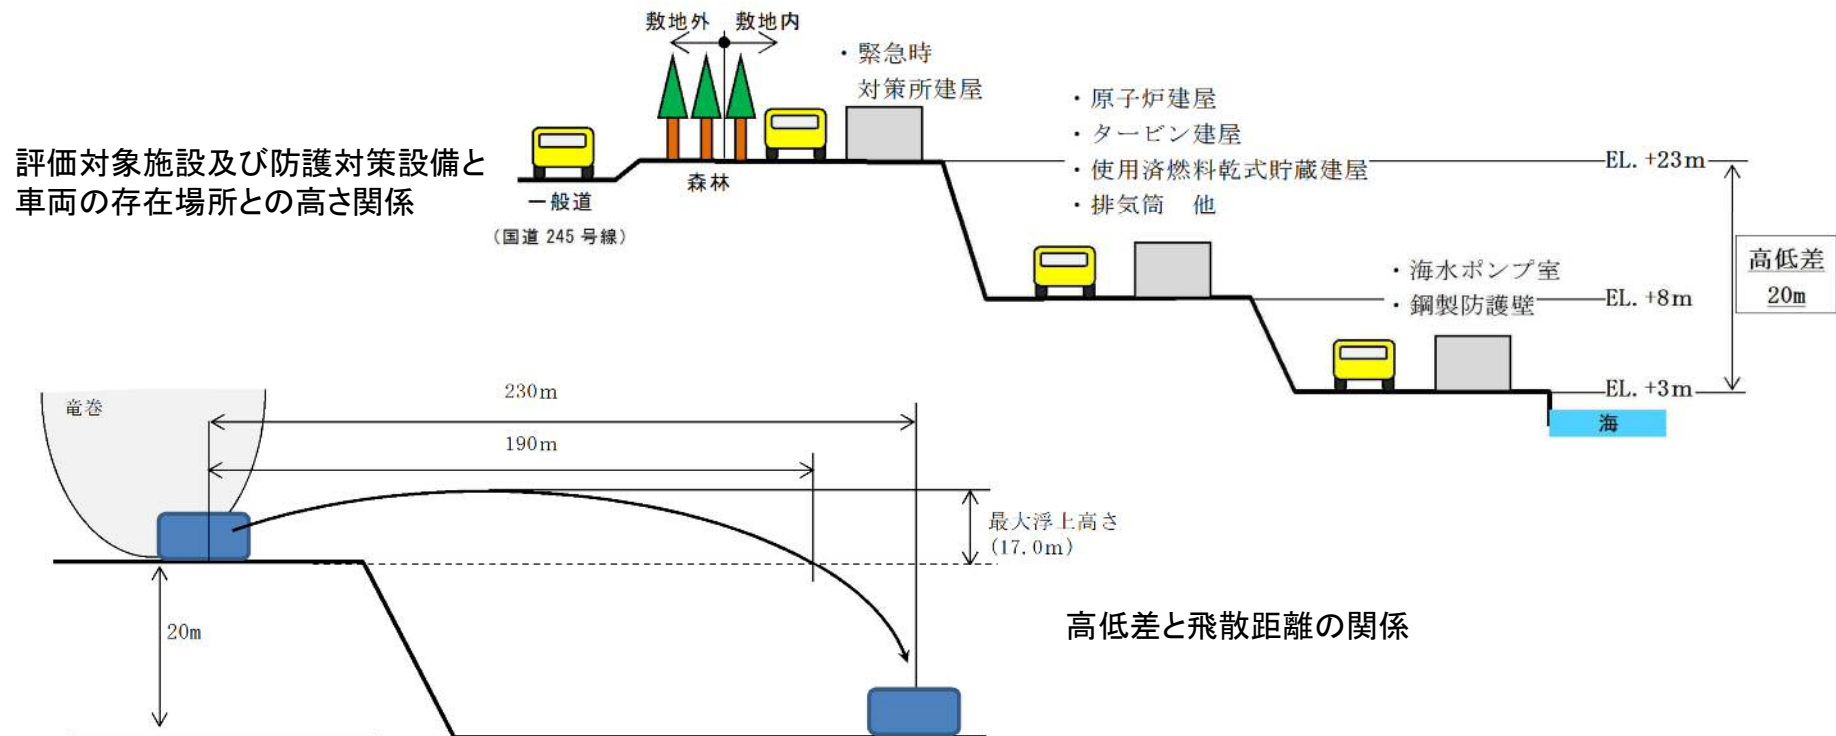 敷地外 敷地内
・緊急時
対策所建屋
・原子炉建屋
・タービン建屋
・使用済燃料乾式貯蔵建屋
・排気筒 他
EL. +23m
評価対象施設及び防護対策設備と
車両の存在場所との高さ関係
森林
一般道
(国道 245 号線)
高低差
20m
・海水ポンプ室
・鋼製防護壁
EL. +8m
EL. +3m
海
竜巻
230m
190m
最大浮上高さ
(17.0m)
20m
高低差と飛散距離の関係